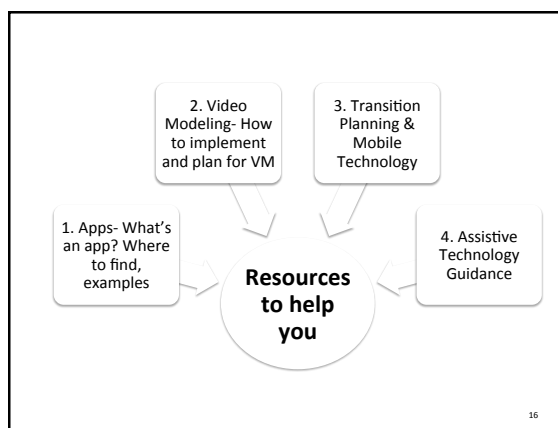 1. Apps- What's
an app? Where
to find,
examples
2. Video
Modeling- How
to implement
and plan for VM
3. Transition
Planning &
Mobile
Technology
4. Assistive
Technology
Guidance
Resources
to help
you
16